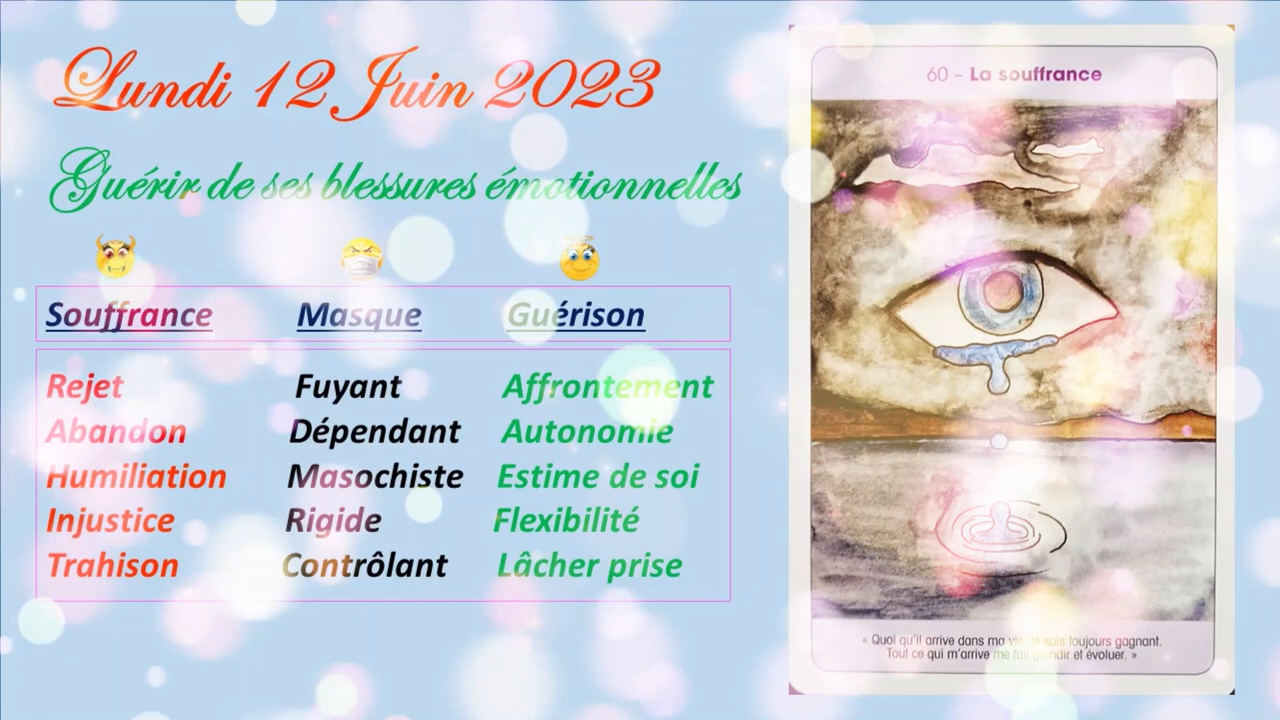 Lundi 12 Juin 2023
Guérir de ses blessures émotionnelles
Souffrance Masque Guérison
Rejet Fuyant Affrontement
Abandon Dépendant Autonomie
Humiliation Masochiste Estime de soi
Injustice Rigide Flexibilité
Trahison Contrôlant Lâcher prise
60 – La souffrance
« Quoi qu'il arrive dans ma vie, je suis toujours gagnant.
Tout ce qui m'arrive me fait grandir et évoluer. »